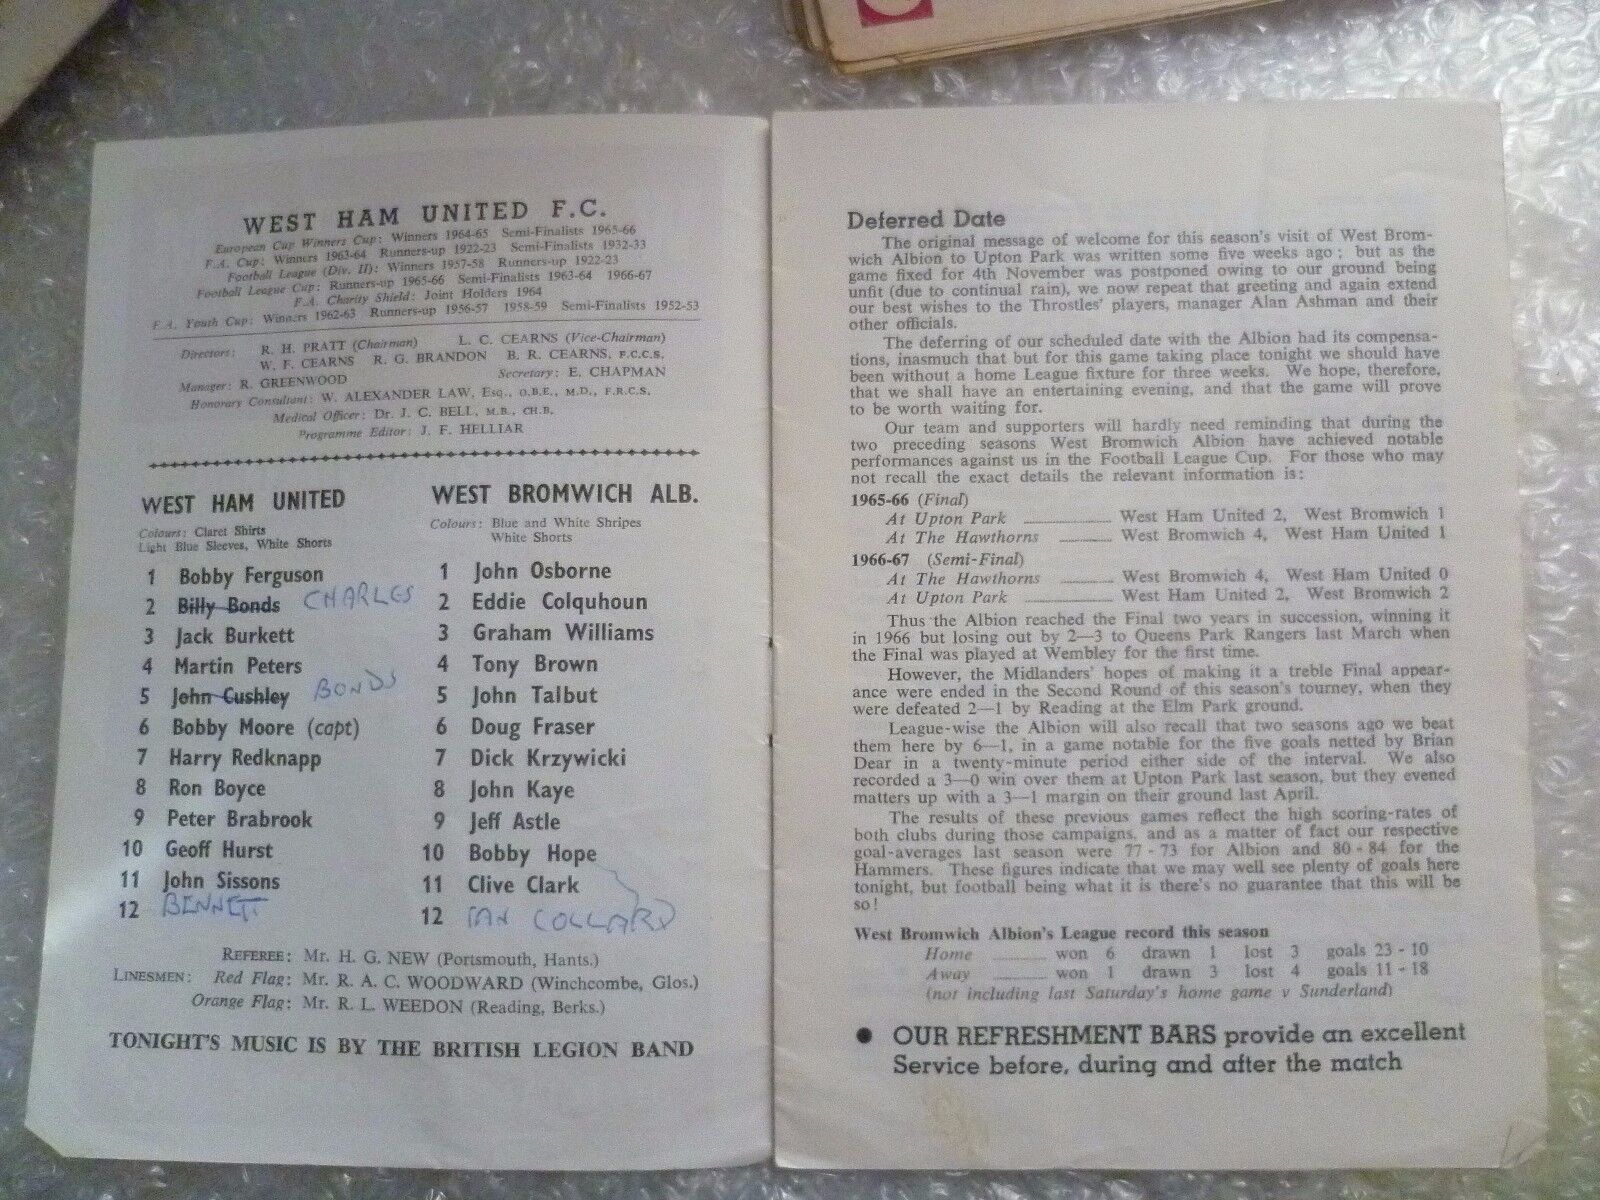 WEST HAM UNITED F.C.
European Cup Winners Cup: Winners 1964-65 Semi-Finalists 1965-66
F.A. Cup: Winners 1963-64 Runners-up 1922-23 Semi-Finalists 1932-33
Football League (Div. II): Winners 1957-58 Runners-up 1922-23
Football League Cup: Runners-up 1965-66 Semi-Finalists 1963-64 1966-67
F.A. Charity Shield: Joint Holders 1964
F.A. Youth Cup: Winners 1962-63 Runners-up 1956-57 1958-59 Semi-Finalists 1952-53
Directors: R. H. PRATT (Chairman) L. C. CEARNS (Vice-Chairman)
W. F. CEARNS R. G. BRANDON B. R. CEARNS, F.C.C.S.
Manager: R. GREENWOOD Secretary: E. CHAPMAN
Honorary Consultant: W. ALEXANDER LAW, Esq., O.B.E., M.D., F.R.C.S.
Medical Officer: Dr. J. C. BELL, M.B., CH.B.
Programme Editor: J. F. HELLIAR
WEST HAM UNITED
Colours: Claret Shirts
Light Blue Sleeves, White Shorts
1 Bobby Ferguson
2 Billy Bonds CHARLES
3 Jack Burkett
4 Martin Peters
5 John Cushley BONDS
6 Bobby Moore (capt)
7 Harry Redknapp
8 Ron Boyce
9 Peter Brabrook
10 Geoff Hurst
11 John Sissons
12 BENNETT
WEST BROMWICH ALB.
Colours: Blue and White Shripes
White Shorts
1 John Osborne
2 Eddie Colquhoun
3 Graham Williams
4 Tony Brown
5 John Talbut
6 Doug Fraser
7 Dick Krzywicki
8 John Kaye
9 Jeff Astle
10 Bobby Hope
11 Clive Clark
12 IAN COLLARD
REFEREE: Mr. H. G. NEW (Portsmouth, Hants.)
LINESMEN: Red Flag: Mr. R. A. C. WOODWARD (Winchcombe, Glos.)
Orange Flag: Mr. R. L. WEEDON (Reading, Berks.)
TONIGHT'S MUSIC IS BY THE BRITISH LEGION BAND
Deferred Date
The original message of welcome for this season's visit of West Brom-
wich Albion to Upton Park was written some five weeks ago; but as the
game fixed for 4th November was postponed owing to our ground being
unfit (due to continual rain), we now repeat that greeting and again extend
our best wishes to the Throstles' players, manager Alan Ashman and their
other officials.
The deferring of our scheduled date with the Albion had its compensa-
tions, inasmuch that but for this game taking place tonight we should have
been without a home League fixture for three weeks. We hope, therefore,
that we shall have an entertaining evening, and that the game will prove
to be worth waiting for.
Our team and supporters will hardly need reminding that during the
two preceding seasons West Bromwich Albion have achieved notable
performances against us in the Football League Cup. For those who may
not recall the exact details the relevant information is:
1965-66 (Final)
At Upton Park West Ham United 2, West Bromwich 1
At The Hawthorns West Bromwich 4, West Ham United 1
1966-67 (Semi-Final)
At The Hawthorns West Bromwich 4, West Ham United 0
At Upton Park West Ham United 2, West Bromwich 2
Thus the Albion reached the Final two years in succession, winning it
in 1966 but losing out by 2—3 to Queens Park Rangers last March when
the Final was played at Wembley for the first time.
However, the Midlanders' hopes of making it a treble Final appear-
ance were ended in the Second Round of this season's tourney, when they
were defeated 2—1 by Reading at the Elm Park ground.
League-wise the Albion will also recall that two seasons ago we beat
them here by 6—1, in a game notable for the five goals netted by Brian
Dear in a twenty-minute period either side of the interval. We also
recorded a 3—0 win over them at Upton Park last season, but they evened
matters up with a 3—1 margin on their ground last April.
The results of these previous games reflect the high scoring-rates of
both clubs during those campaigns, and as a matter of fact our respective
goal-averages last season were 77 - 73 for Albion and 80 - 84 for the
Hammers. These figures indicate that we may well see plenty of goals here
tonight, but football being what it is there's no guarantee that this will be
so!
West Bromwich Albion's League record this season
Home won 6 drawn 1 lost 3 goals 23 - 10
Away won 1 drawn 3 lost 4 goals 11 - 18
(not including last Saturday's home game v Sunderland)
● OUR REFRESHMENT BARS provide an excellent
Service before, during and after the match